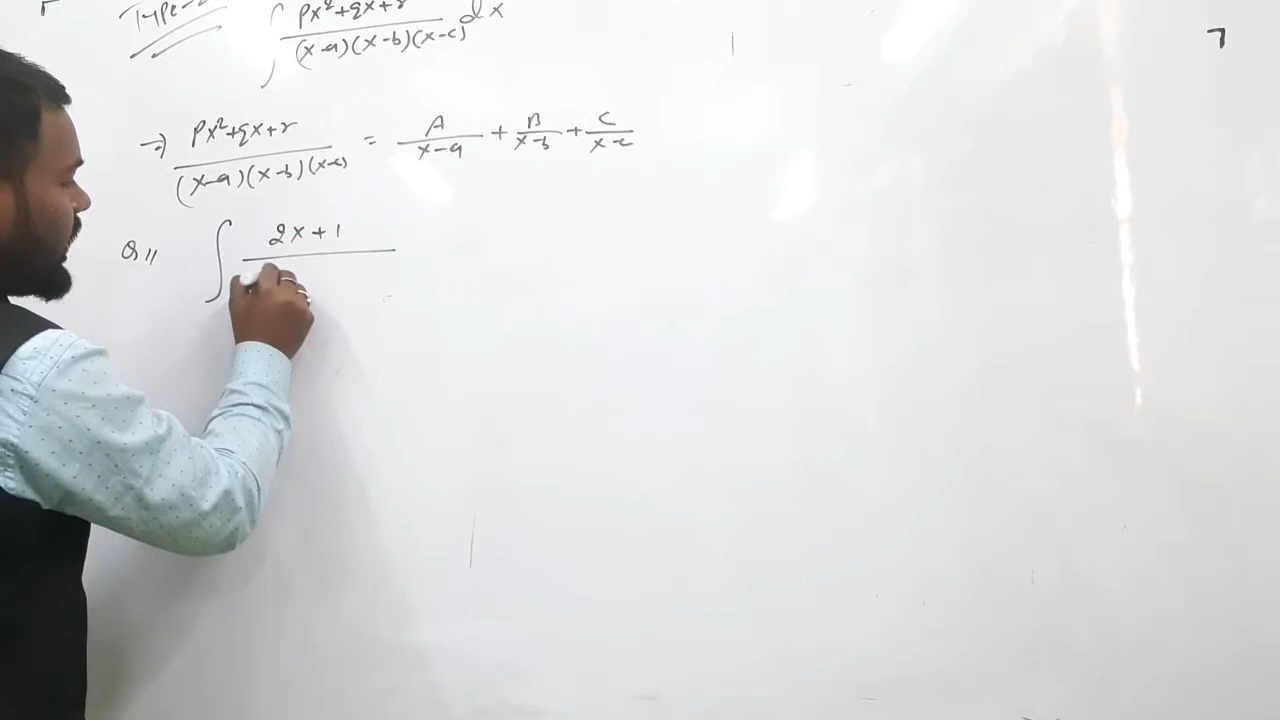 Type-2 ∫ px²+qx+r / (x-a)(x-b)(x-c) dx
⇒ px²+qx+r / (x-a)(x-b)(x-c) = A / x-a + B / x-b + C / x-c
Q11 ∫ 2x+1